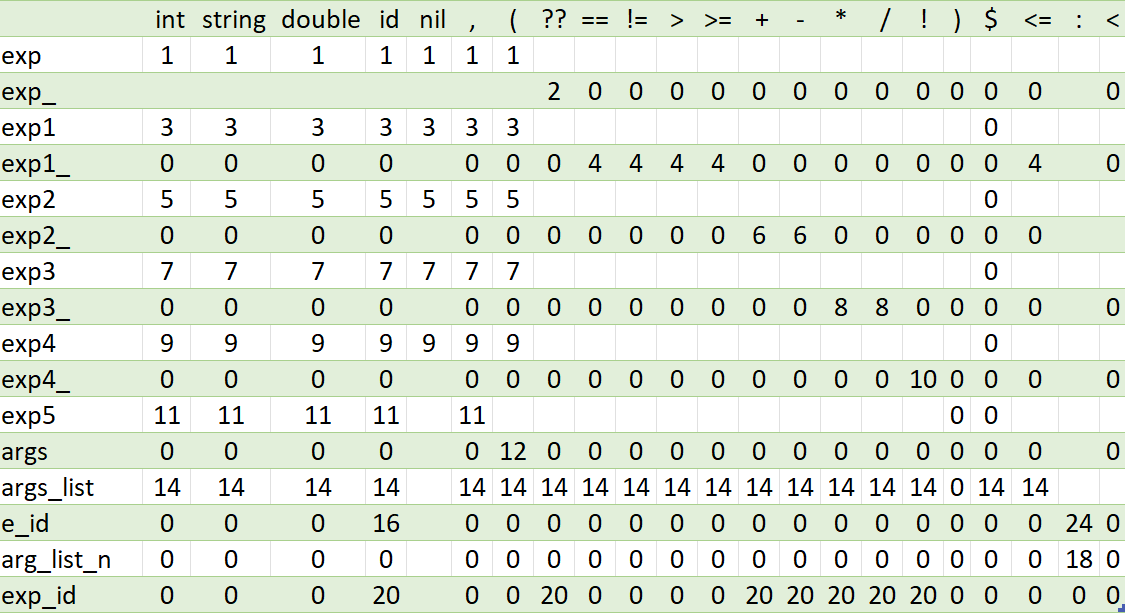 int string double id nil , ( ?? == != > >= + - * / ! ) $ <= : <
exp 1 1 1 1 1 1 1
exp_ 2 0 0 0 0 0 0 0 0 0 0 0 0 0
exp1 3 3 3 3 3 3 3 0
exp1_ 0 0 0 0 0 0 0 4 4 4 4 0 0 0 0 0 0 0 4 0
exp2 5 5 5 5 5 5 5 0
exp2_ 0 0 0 0 0 0 0 0 0 0 0 6 6 0 0 0 0 0 0
exp3 7 7 7 7 7 7 7 0
exp3_ 0 0 0 0 0 0 0 0 0 0 0 0 0 8 8 0 0 0 0 0
exp4 9 9 9 9 9 9 9 0
exp4_ 0 0 0 0 0 0 0 0 0 0 0 0 0 0 0 10 0 0 0 0
exp5 11 11 11 11 11 0 0
args 0 0 0 0 0 12 0 0 0 0 0 0 0 0 0 0 0 0 0 0
args_list 14 14 14 14 14 14 14 14 14 14 14 14 14 14 14 14 0 14 14
e_id 0 0 0 16 0 0 0 0 0 0 0 0 0 0 0 0 0 0 0 24 0
arg_list_n 0 0 0 0 0 0 0 0 0 0 0 0 0 0 0 0 0 0 0 18 0
exp_id 0 0 0 20 0 0 20 0 0 0 0 20 20 20 20 20 0 0 0 0 0